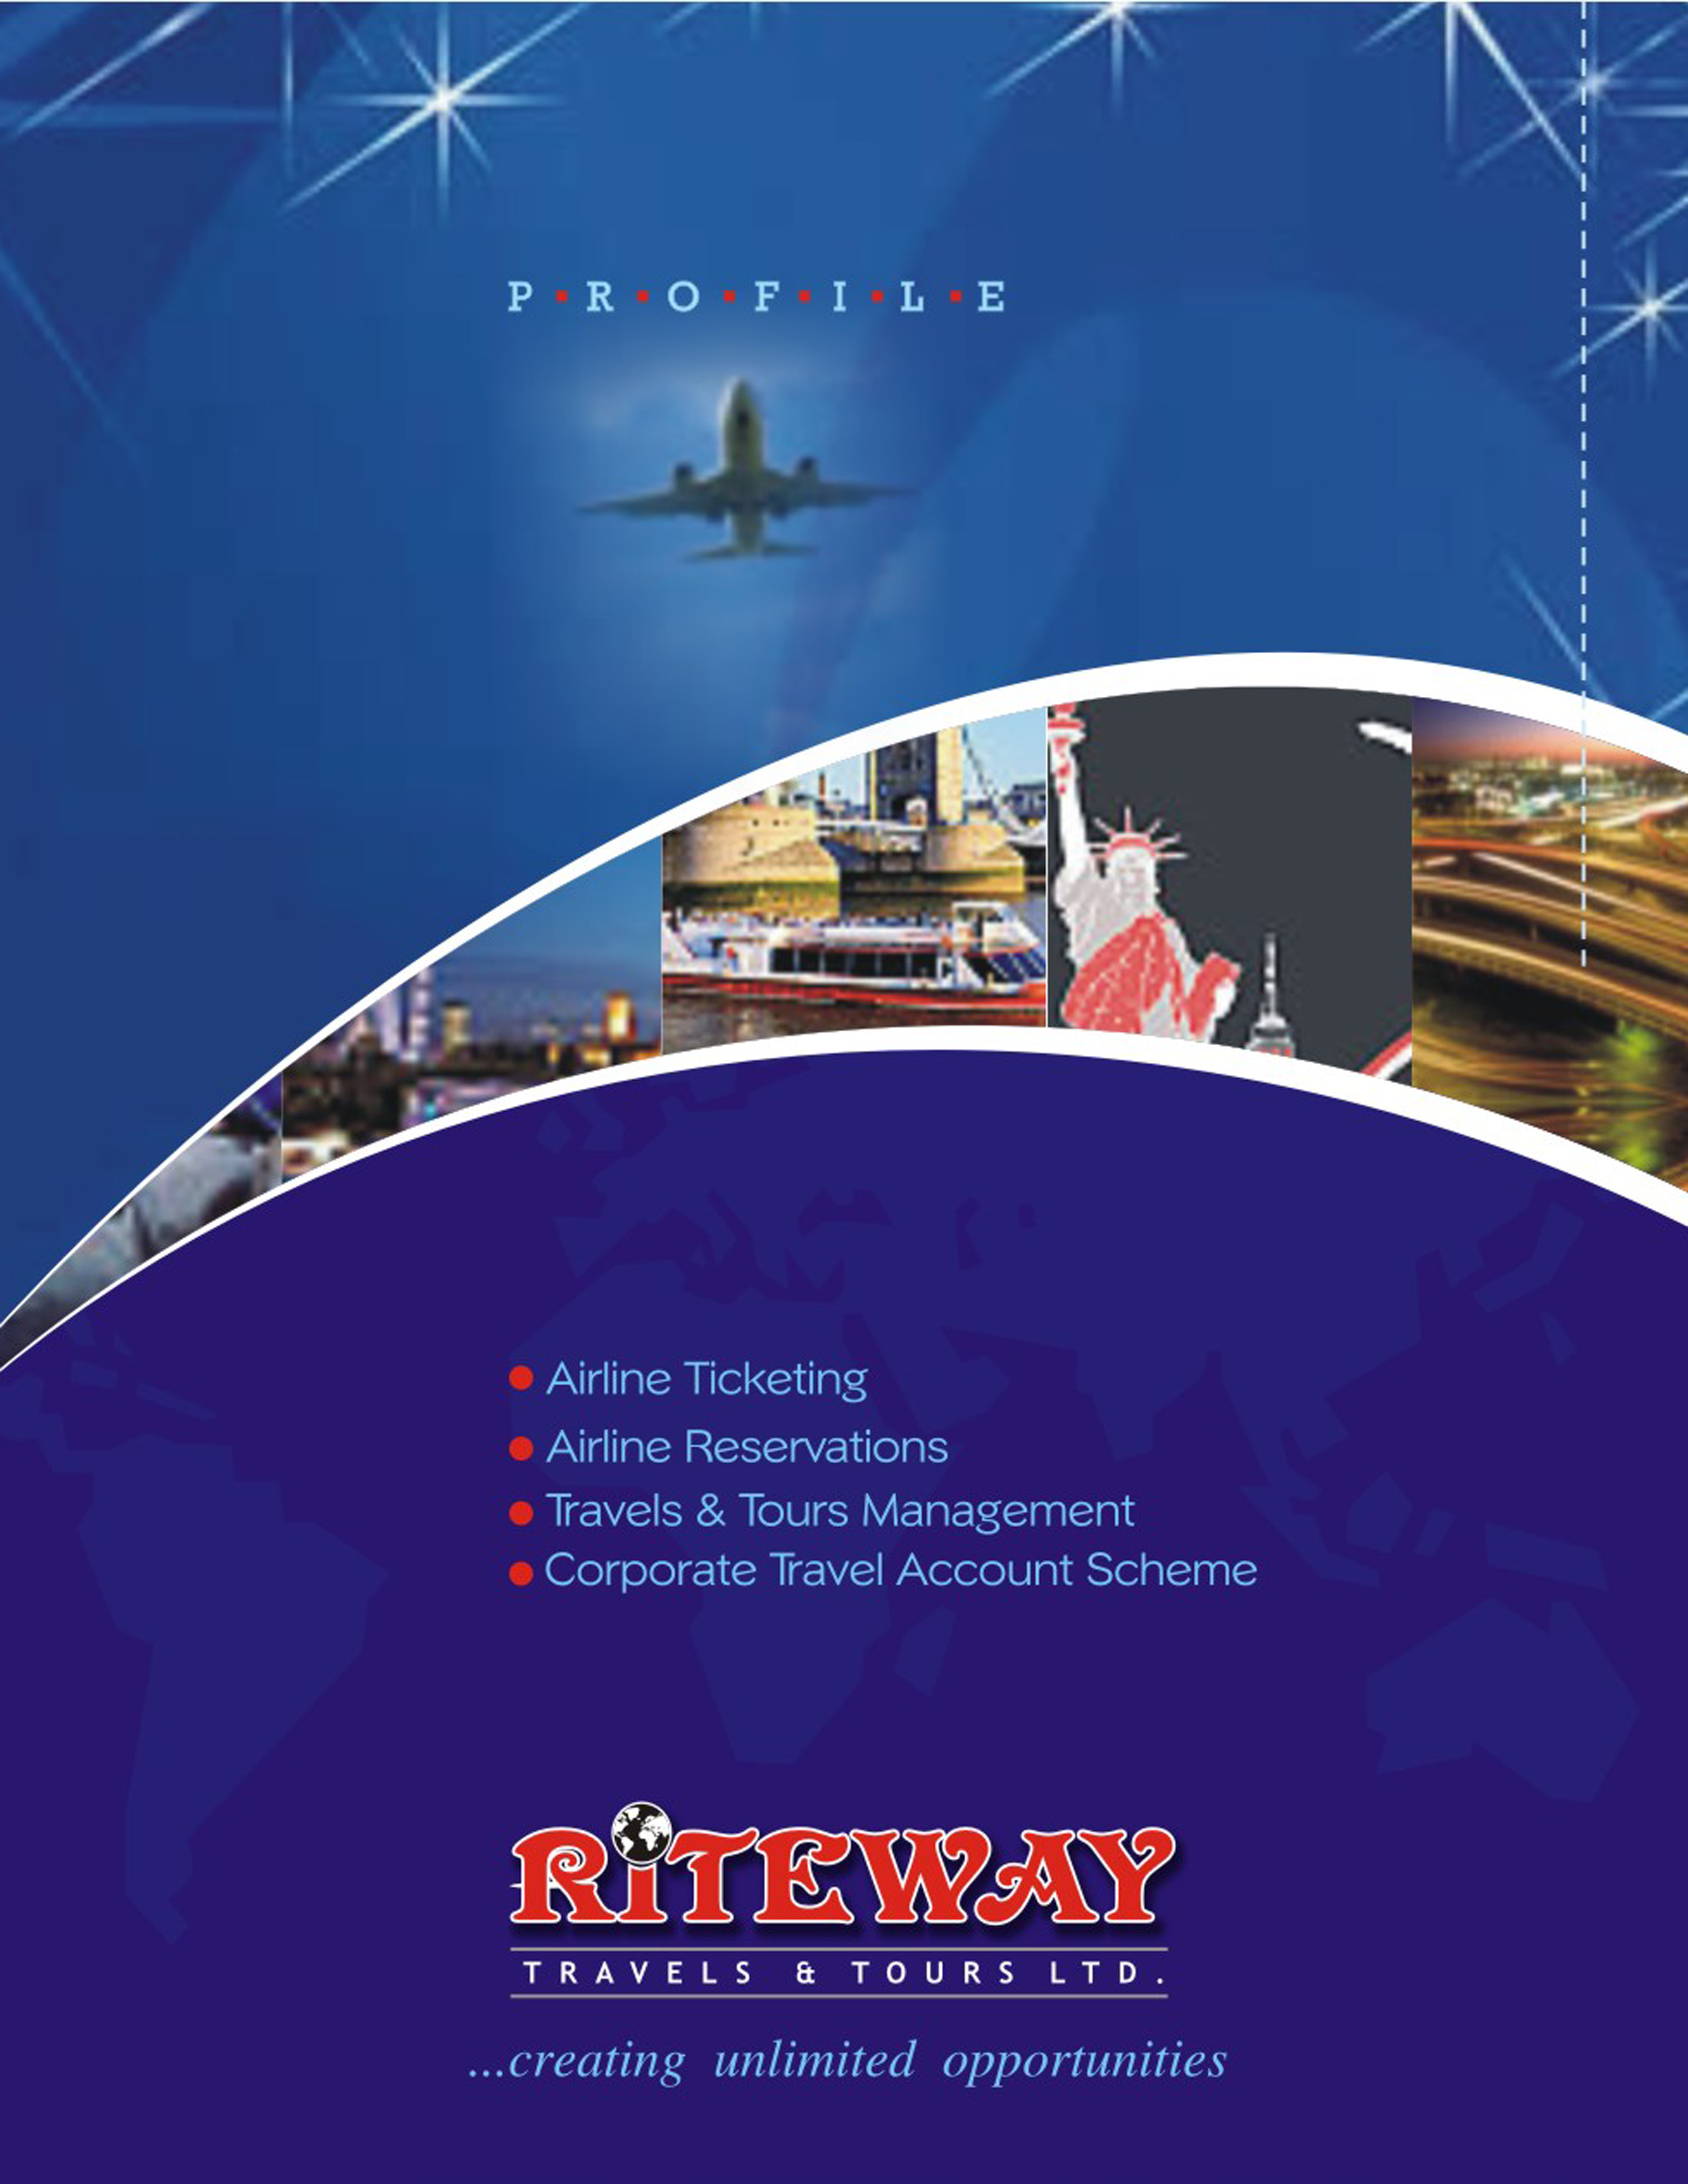 P·R·O·F·I·L·E
• Airline Ticketing
• Airline Reservations
• Travels & Tours Management
• Corporate Travel Account Scheme
RiTEWAY
TRAVELS & TOURS LTD.
...creating unlimited opportunities